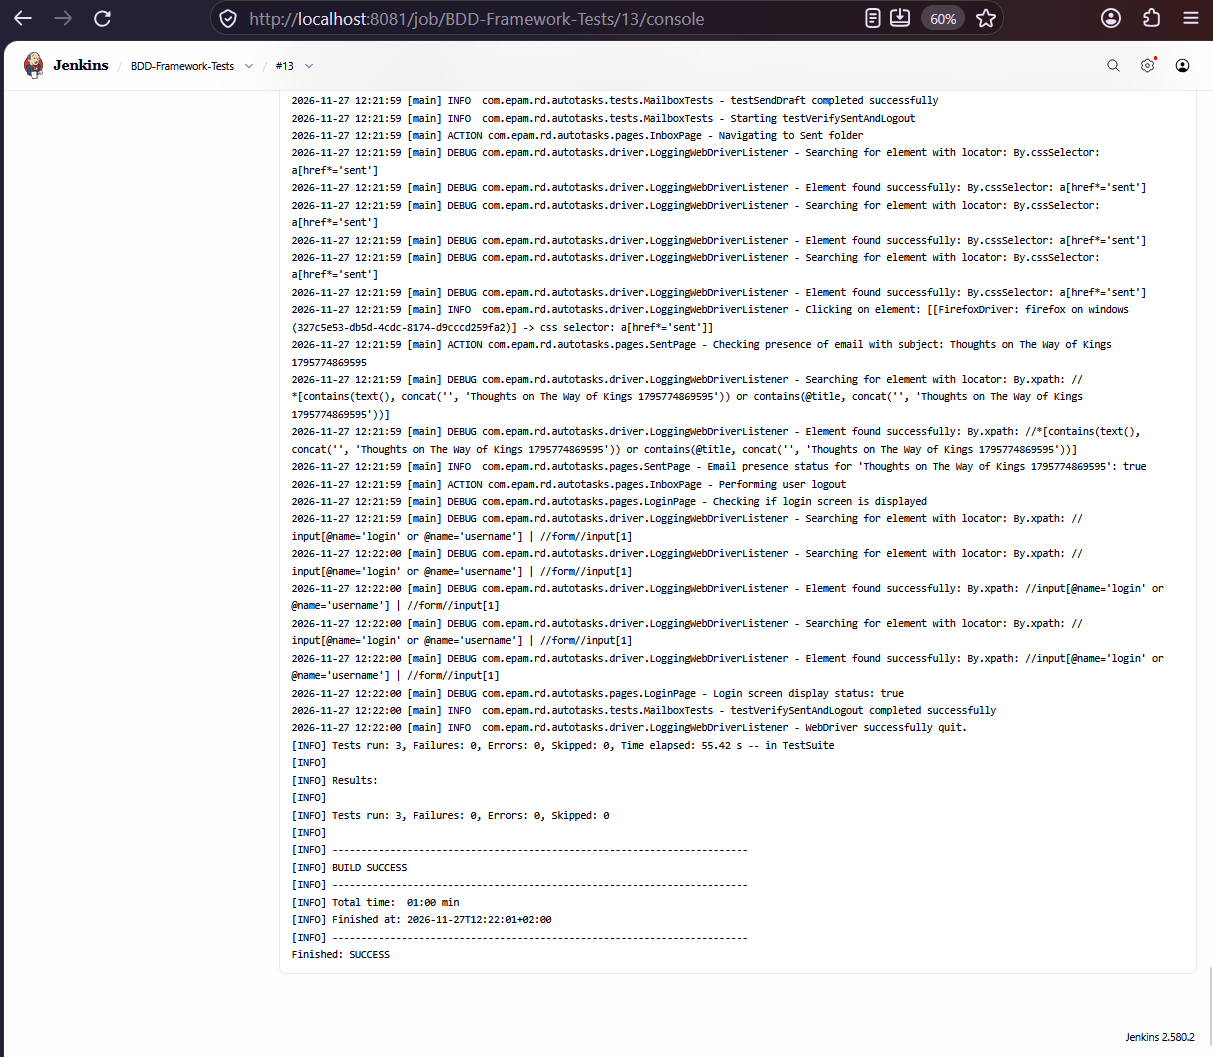 http://localhost:8081/job/BDD-Framework-Tests/13/console
60%
Jenkins / BDD-Framework-Tests / #13
2026-11-27 12:21:59 [main] INFO  com.epam.rd.autotasks.tests.MailboxTests - testSendDraft completed successfully
2026-11-27 12:21:59 [main] INFO  com.epam.rd.autotasks.tests.MailboxTests - Starting testVerifySentAndLogout
2026-11-27 12:21:59 [main] ACTION com.epam.rd.autotasks.pages.InboxPage - Navigating to Sent folder
2026-11-27 12:21:59 [main] DEBUG com.epam.rd.autotasks.driver.LoggingWebDriverListener - Searching for element with locator: By.cssSelector:
a[href*='sent']
2026-11-27 12:21:59 [main] DEBUG com.epam.rd.autotasks.driver.LoggingWebDriverListener - Element found successfully: By.cssSelector: a[href*='sent']
2026-11-27 12:21:59 [main] DEBUG com.epam.rd.autotasks.driver.LoggingWebDriverListener - Searching for element with locator: By.cssSelector:
a[href*='sent']
2026-11-27 12:21:59 [main] DEBUG com.epam.rd.autotasks.driver.LoggingWebDriverListener - Element found successfully: By.cssSelector: a[href*='sent']
2026-11-27 12:21:59 [main] DEBUG com.epam.rd.autotasks.driver.LoggingWebDriverListener - Searching for element with locator: By.cssSelector:
a[href*='sent']
2026-11-27 12:21:59 [main] DEBUG com.epam.rd.autotasks.driver.LoggingWebDriverListener - Element found successfully: By.cssSelector: a[href*='sent']
2026-11-27 12:21:59 [main] INFO  com.epam.rd.autotasks.driver.LoggingWebDriverListener - Clicking on element: [[FirefoxDriver: firefox on windows
(327c5e53-db5d-4cdc-8174-d9cccd259fa2)] -> css selector: a[href*='sent']]
2026-11-27 12:21:59 [main] ACTION com.epam.rd.autotasks.pages.SentPage - Checking presence of email with subject: Thoughts on The Way of Kings
1795774869595
2026-11-27 12:21:59 [main] DEBUG com.epam.rd.autotasks.driver.LoggingWebDriverListener - Searching for element with locator: By.xpath: //
*[contains(text(), concat('', 'Thoughts on The Way of Kings 1795774869595')) or contains(@title, concat('', 'Thoughts on The Way of Kings
1795774869595'))]
2026-11-27 12:21:59 [main] DEBUG com.epam.rd.autotasks.driver.LoggingWebDriverListener - Element found successfully: By.xpath: //*[contains(text(),
concat('', 'Thoughts on The Way of Kings 1795774869595')) or contains(@title, concat('', 'Thoughts on The Way of Kings 1795774869595'))]
2026-11-27 12:21:59 [main] INFO  com.epam.rd.autotasks.pages.SentPage - Email presence status for 'Thoughts on The Way of Kings 1795774869595': true
2026-11-27 12:21:59 [main] ACTION com.epam.rd.autotasks.pages.InboxPage - Performing user logout
2026-11-27 12:21:59 [main] DEBUG com.epam.rd.autotasks.pages.LoginPage - Checking if login screen is displayed
2026-11-27 12:21:59 [main] DEBUG com.epam.rd.autotasks.driver.LoggingWebDriverListener - Searching for element with locator: By.xpath: //
input[@name='login' or @name='username'] | //form//input[1]
2026-11-27 12:22:00 [main] DEBUG com.epam.rd.autotasks.driver.LoggingWebDriverListener - Searching for element with locator: By.xpath: //
input[@name='login' or @name='username'] | //form//input[1]
2026-11-27 12:22:00 [main] DEBUG com.epam.rd.autotasks.driver.LoggingWebDriverListener - Element found successfully: By.xpath: //input[@name='login' or
@name='username'] | //form//input[1]
2026-11-27 12:22:00 [main] DEBUG com.epam.rd.autotasks.driver.LoggingWebDriverListener - Searching for element with locator: By.xpath: //
input[@name='login' or @name='username'] | //form//input[1]
2026-11-27 12:22:00 [main] DEBUG com.epam.rd.autotasks.driver.LoggingWebDriverListener - Element found successfully: By.xpath: //input[@name='login' or
@name='username'] | //form//input[1]
2026-11-27 12:22:00 [main] DEBUG com.epam.rd.autotasks.pages.LoginPage - Login screen display status: true
2026-11-27 12:22:00 [main] INFO  com.epam.rd.autotasks.tests.MailboxTests - testVerifySentAndLogout completed successfully
2026-11-27 12:22:00 [main] INFO  com.epam.rd.autotasks.driver.LoggingWebDriverListener - WebDriver successfully quit.
[INFO] Tests run: 3, Failures: 0, Errors: 0, Skipped: 0, Time elapsed: 55.42 s -- in TestSuite
[INFO]
[INFO] Results:
[INFO]
[INFO] Tests run: 3, Failures: 0, Errors: 0, Skipped: 0
[INFO]
[INFO] ------------------------------------------------------------------------
[INFO] BUILD SUCCESS
[INFO] ------------------------------------------------------------------------
[INFO] Total time:  01:00 min
[INFO] Finished at: 2026-11-27T12:22:01+02:00
[INFO] ------------------------------------------------------------------------
Finished: SUCCESS
Jenkins 2.580.2